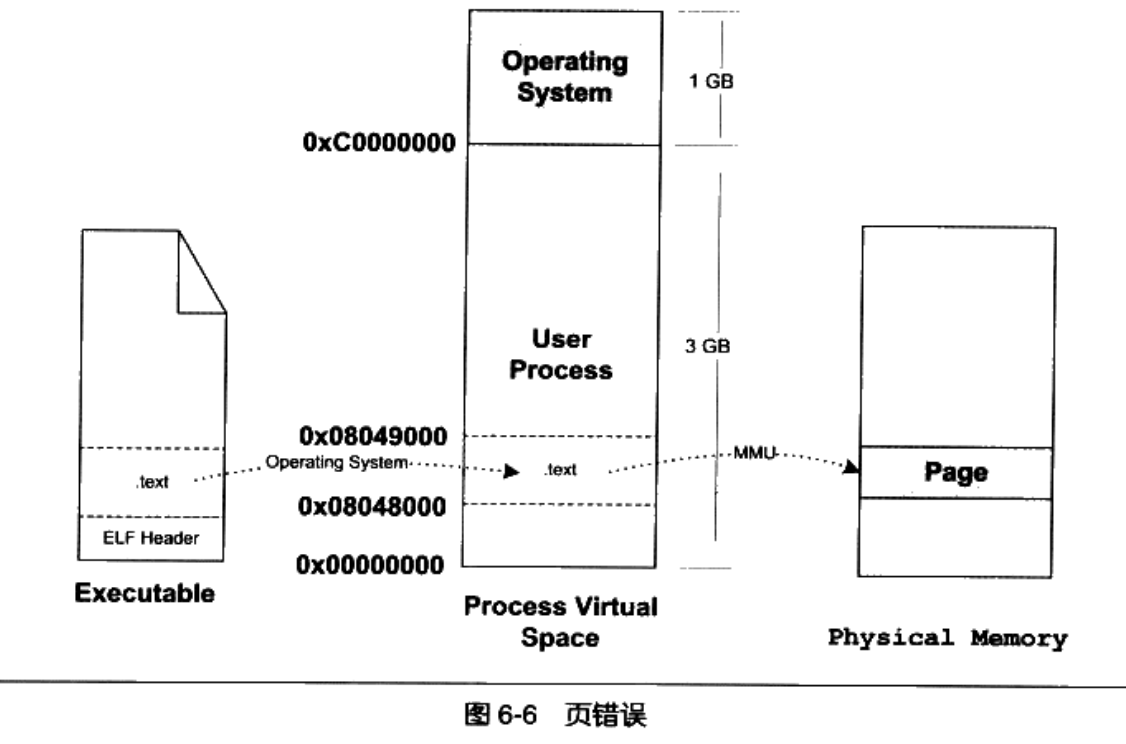 Operating
System
1 GB
0xC0000000
User
Process
3 GB
0x08049000
.text
Operating System
.text
MMU
Page
0x08048000
ELF Header
0x00000000
Executable
Process Virtual
Space
Physical Memory
图 6-6 页错误